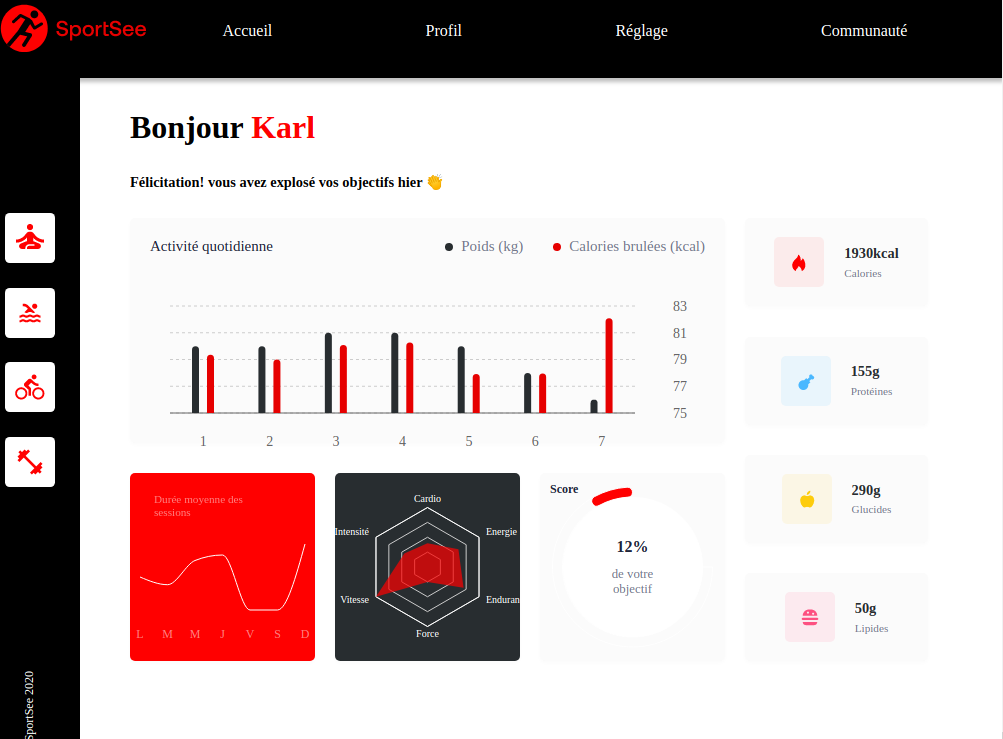 SportSee
Accueil
Profil
Réglage
Communauté
Bonjour Karl
Félicitation! vous avez explosé vos objectifs hier 👏
Activité quotidienne
Poids (kg)
Calories brulées (kcal)
83
81
79
77
75
1 2 3 4 5 6 7
1930kcal
Calories
155g
Protéines
290g
Glucides
50g
Lipides
Durée moyenne des
sessions
L M M J V S D
Cardio
Intensité
Energie
Vitesse
Enduran
Force
Score
12%
de votre
objectif
SportSee 2020